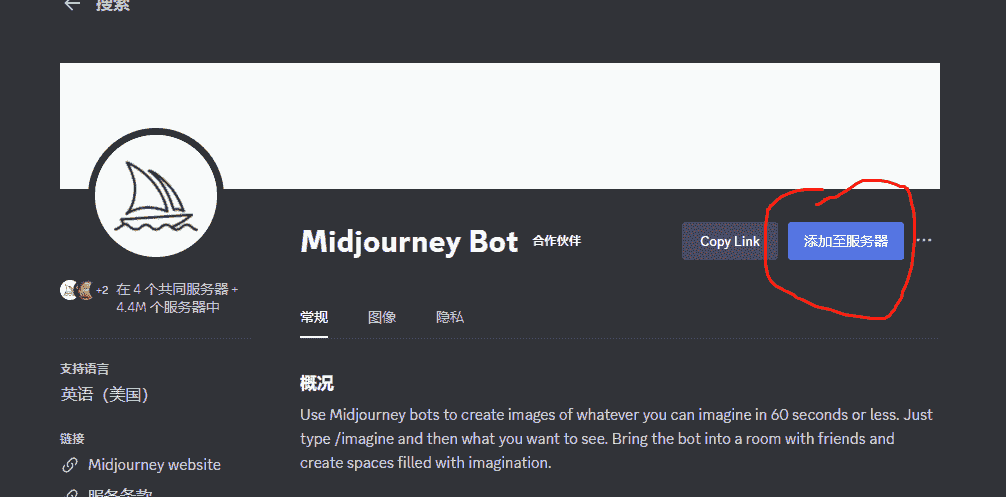 搜索
Midjourney Bot 合作伙伴
Copy Link
添加至服务器
+2 在 4 个共同服务器 +
4.4M 个服务器中
常规 图像 隐私
支持语言
英语（美国）
链接
Midjourney website
服务条款
概况
Use Midjourney bots to create images of whatever you can imagine in 60 seconds or less. Just
type /imagine and then what you want to see. Bring the bot into a room with friends and
create spaces filled with imagination.